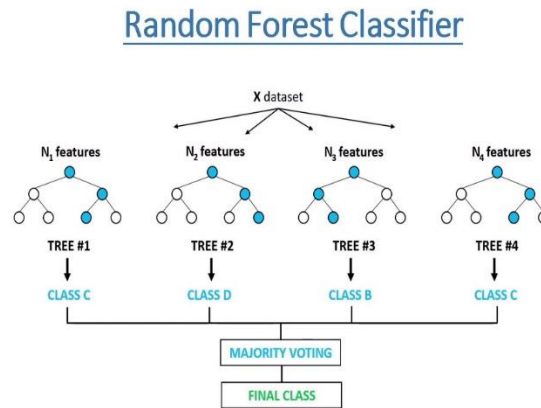 Random Forest Classifier
X dataset
N₁ features N₂ features N₃ features N₄ features
TREE #1 TREE #2 TREE #3 TREE #4
CLASS C CLASS D CLASS B CLASS C
MAJORITY VOTING
FINAL CLASS